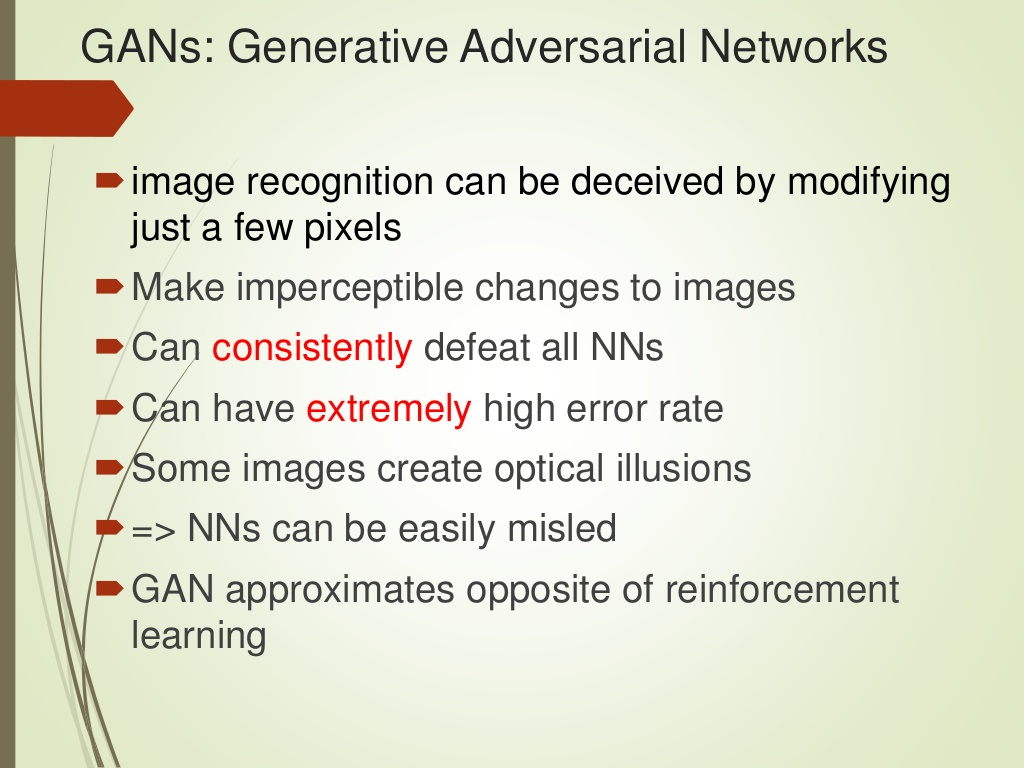 GANs: Generative Adversarial Networks
image recognition can be deceived by modifying
just a few pixels
Make imperceptible changes to images
Can consistently defeat all NNs
Can have extremely high error rate
Some images create optical illusions
=> NNs can be easily misled
GAN approximates opposite of reinforcement
learning